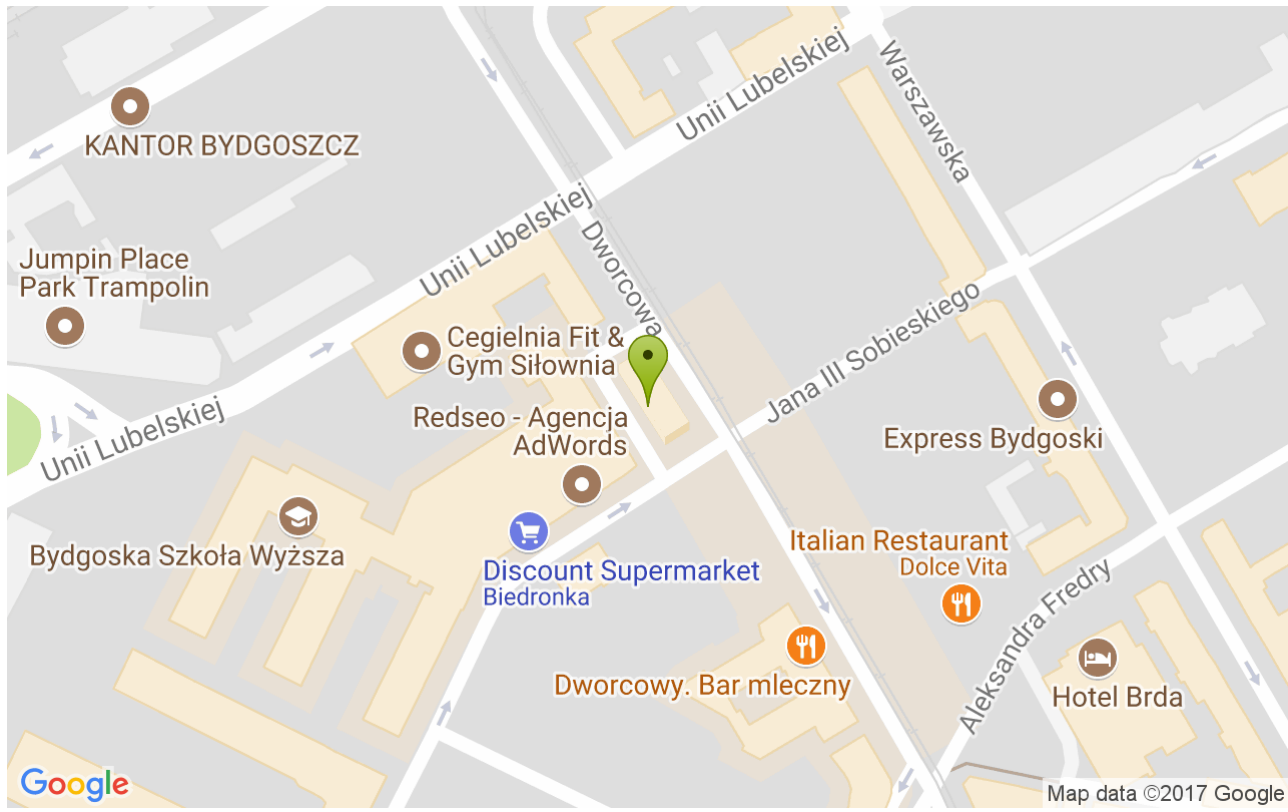 Unii Lubelskiej
Warszawska
KANTOR BYDGOSZCZ
Unii Lubelskiej
Dworcowa
Jumpin Place
Park Trampolin
Jana III Sobieskiego
Cegielnia Fit &
Gym Siłownia
Redseo - Agencja
AdWords
Unii Lubelskiej
Express Bydgoski
Bydgoska Szkoła Wyższa
Italian Restaurant
Dolce Vita
Discount Supermarket
Biedronka
Aleksandra Fredry
Dworcowy. Bar mleczny
Hotel Brda
Google
Map data ©2017 Google